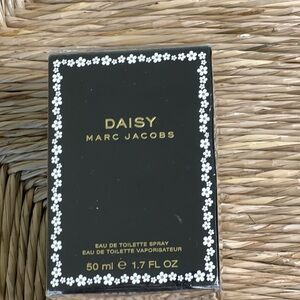 DAISY
MARC JACOBS
EAU DE TOILETTE SPRAY
EAU DE TOILETTE VAPORISATEUR
50 ml ℮ 1.7 FL OZ